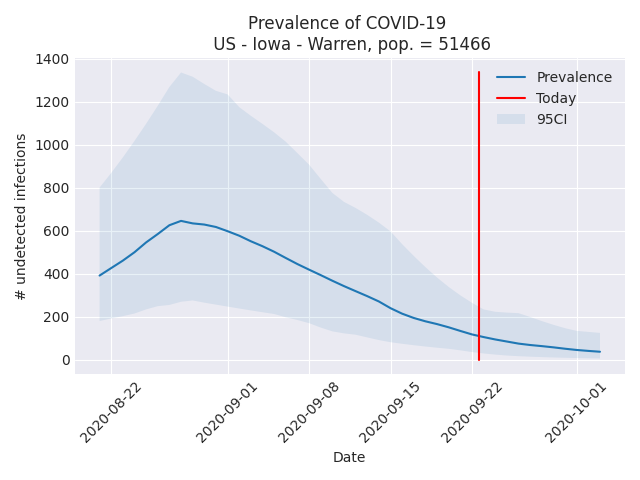 Prevalence of COVID-19
US - Iowa - Warren, pop. = 51466
Prevalence
Today
95CI
# undetected infections
1400
1200
1000
800
600
400
200
0
2020-08-22
2020-09-01
2020-09-08
2020-09-15
2020-09-22
2020-10-01
Date